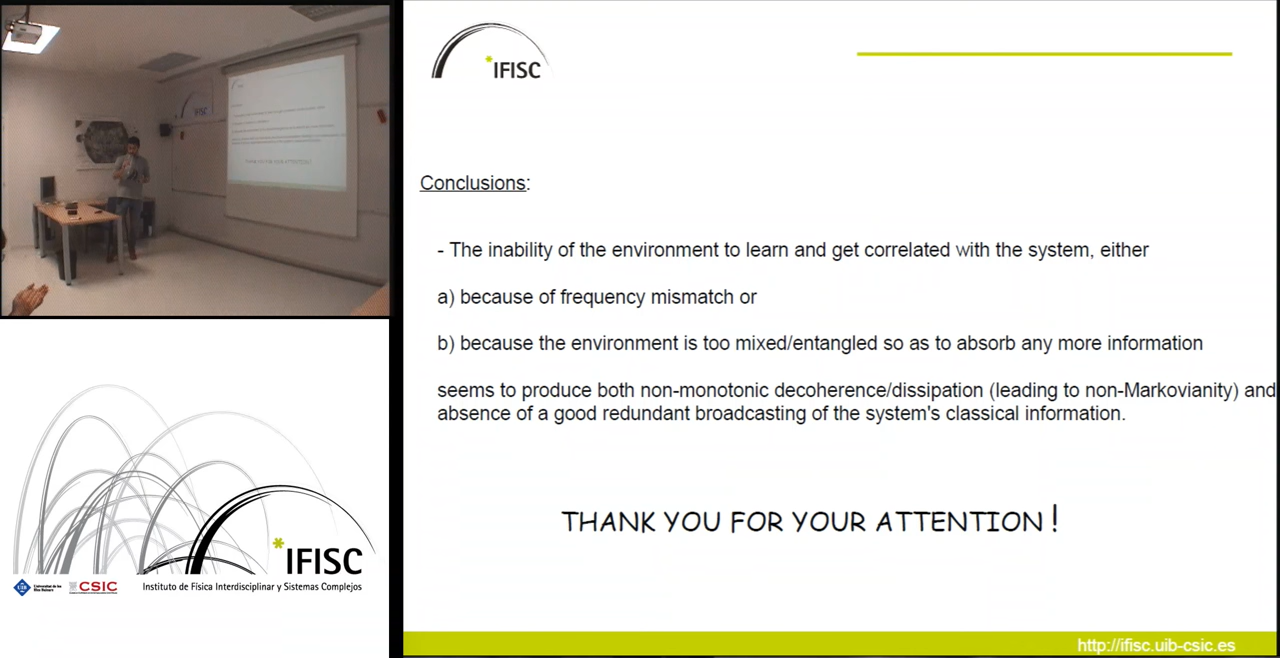 *IFISC
Conclusions:
- The inability of the environment to learn and get correlated with the system, either
a) because of frequency mismatch or
b) because the environment is too mixed/entangled so as to absorb any more information
seems to produce both non-monotonic decoherence/dissipation (leading to non-Markovianity) and
absence of a good redundant broadcasting of the system's classical information.
THANK YOU FOR YOUR ATTENTION !
http://ifisc.uib-csic.es
*IFISC
UIB
CSIC
Instituto de Física Interdisciplinar y Sistemas Complejos